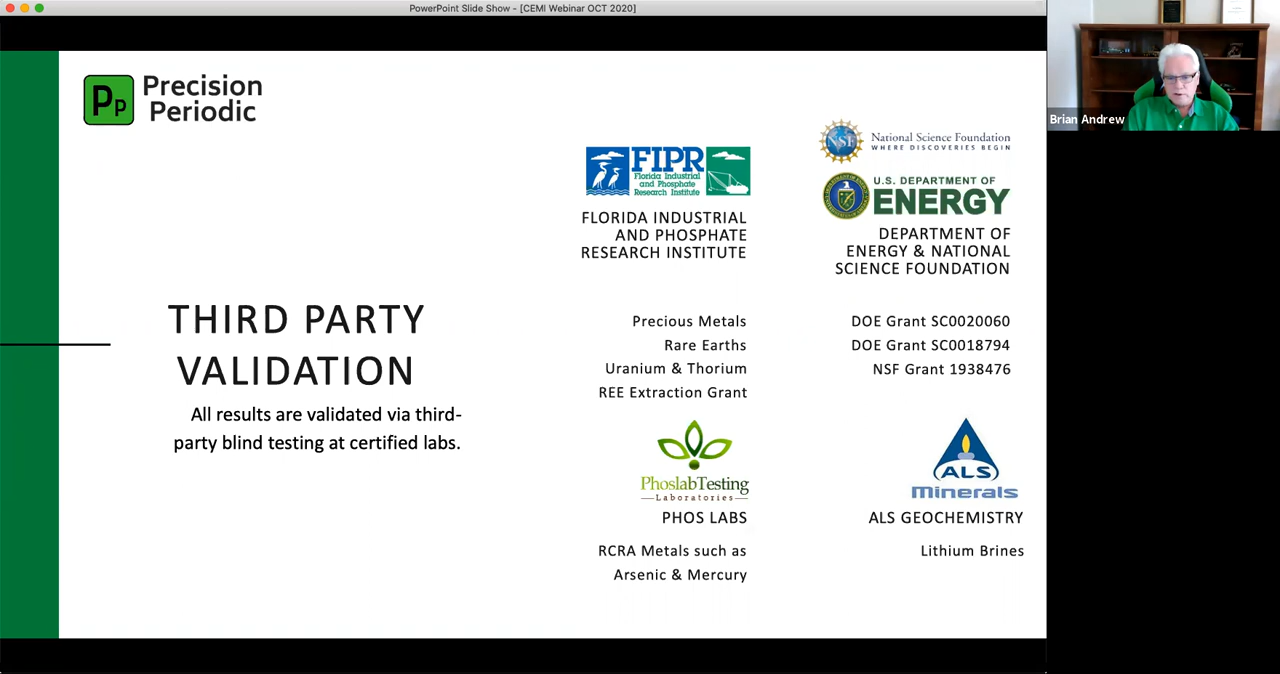 PowerPoint Slide Show - [CEMI Webinar OCT 2020]
Pp
Precision
Periodic
Brian Andrew
THIRD PARTY
VALIDATION
All results are validated via third-
party blind testing at certified labs.
FIPR
Florida Industrial
and Phosphate
Research Institute
FLORIDA INDUSTRIAL
AND PHOSPHATE
RESEARCH INSTITUTE
Precious Metals
Rare Earths
Uranium & Thorium
REE Extraction Grant
NSF
National Science Foundation
WHERE DISCOVERIES BEGIN
U.S. DEPARTMENT OF
ENERGY
DEPARTMENT OF
ENERGY & NATIONAL
SCIENCE FOUNDATION
DOE Grant SC0020060
DOE Grant SC0018794
NSF Grant 1938476
PhoslabTesting
Laboratories
PHOS LABS
RCRA Metals such as
Arsenic & Mercury
ALS
Minerals
ALS GEOCHEMISTRY
Lithium Brines